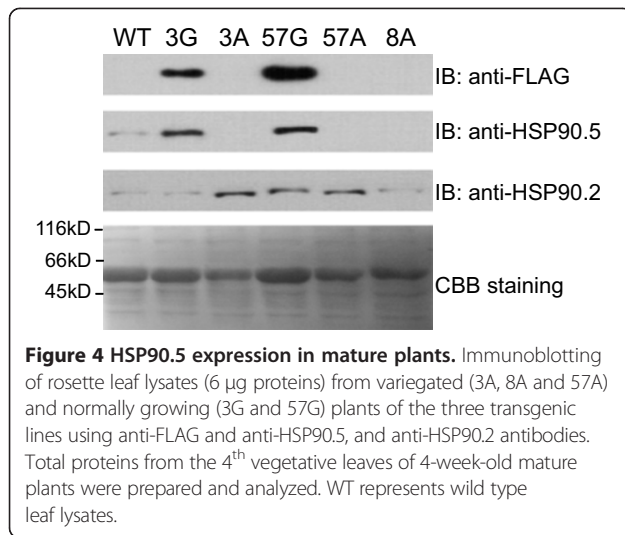 WT 3G 3A 57G 57A 8A
IB: anti-FLAG
IB: anti-HSP90.5
IB: anti-HSP90.2
116kD
66kD
45kD
CBB staining
Figure 4 HSP90.5 expression in mature plants. Immunoblotting
of rosette leaf lysates (6 μg proteins) from variegated (3A, 8A and 57A)
and normally growing (3G and 57G) plants of the three transgenic
lines using anti-FLAG and anti-HSP90.5, and anti-HSP90.2 antibodies.
Total proteins from the 4th vegetative leaves of 4-week-old mature
plants were prepared and analyzed. WT represents wild type
leaf lysates.